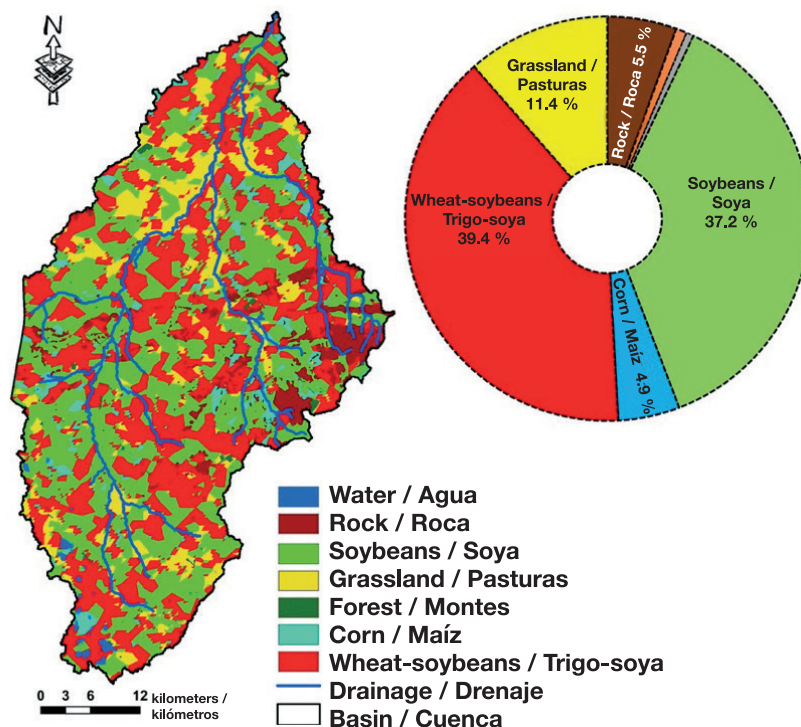 N
Grassland /
Pasturas
11.4 %
Rock / Roca 5.5 %
Wheat-soybeans /
Trigo-soya
39.4 %
Soybeans /
Soya
37.2 %
Corn / Maíz 4.9 %
Water / Agua
Rock / Roca
Soybeans / Soya
Grassland / Pasturas
Forest / Montes
Corn / Maíz
Wheat-soybeans / Trigo-soya
Drainage / Drenaje
Basin / Cuenca
0 3 6 12 kilometers /
kilómetros